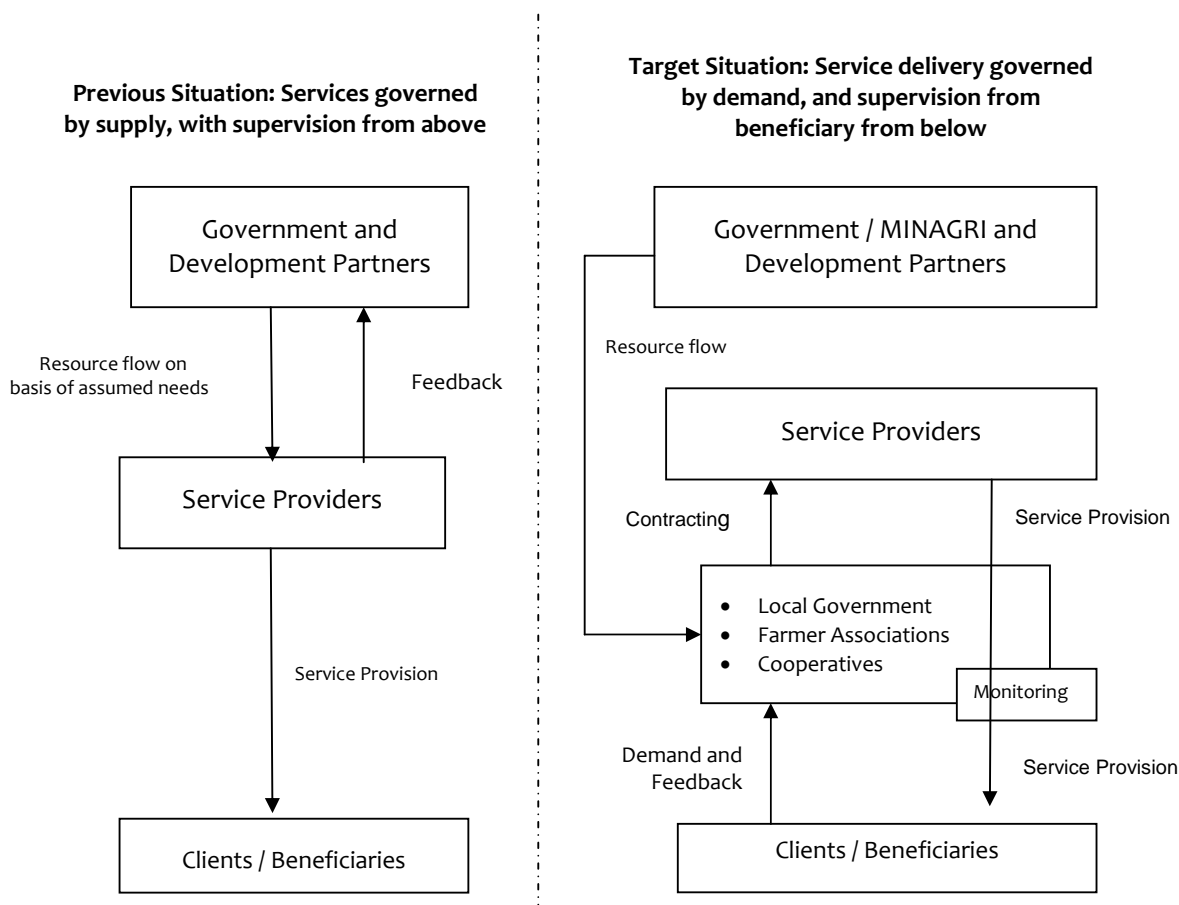 Previous Situation: Services governed
by supply, with supervision from above
Government and
Development Partners
Resource flow on
basis of assumed needs
Feedback
Service Providers
Service Provision
Clients / Beneficiaries
Target Situation: Service delivery governed
by demand, and supervision from
beneficiary from below
Government / MINAGRI and
Development Partners
Resource flow
Service Providers
Contracting
Service Provision
• Local Government
• Farmer Associations
• Cooperatives
Monitoring
Demand and
Feedback
Service Provision
Clients / Beneficiaries